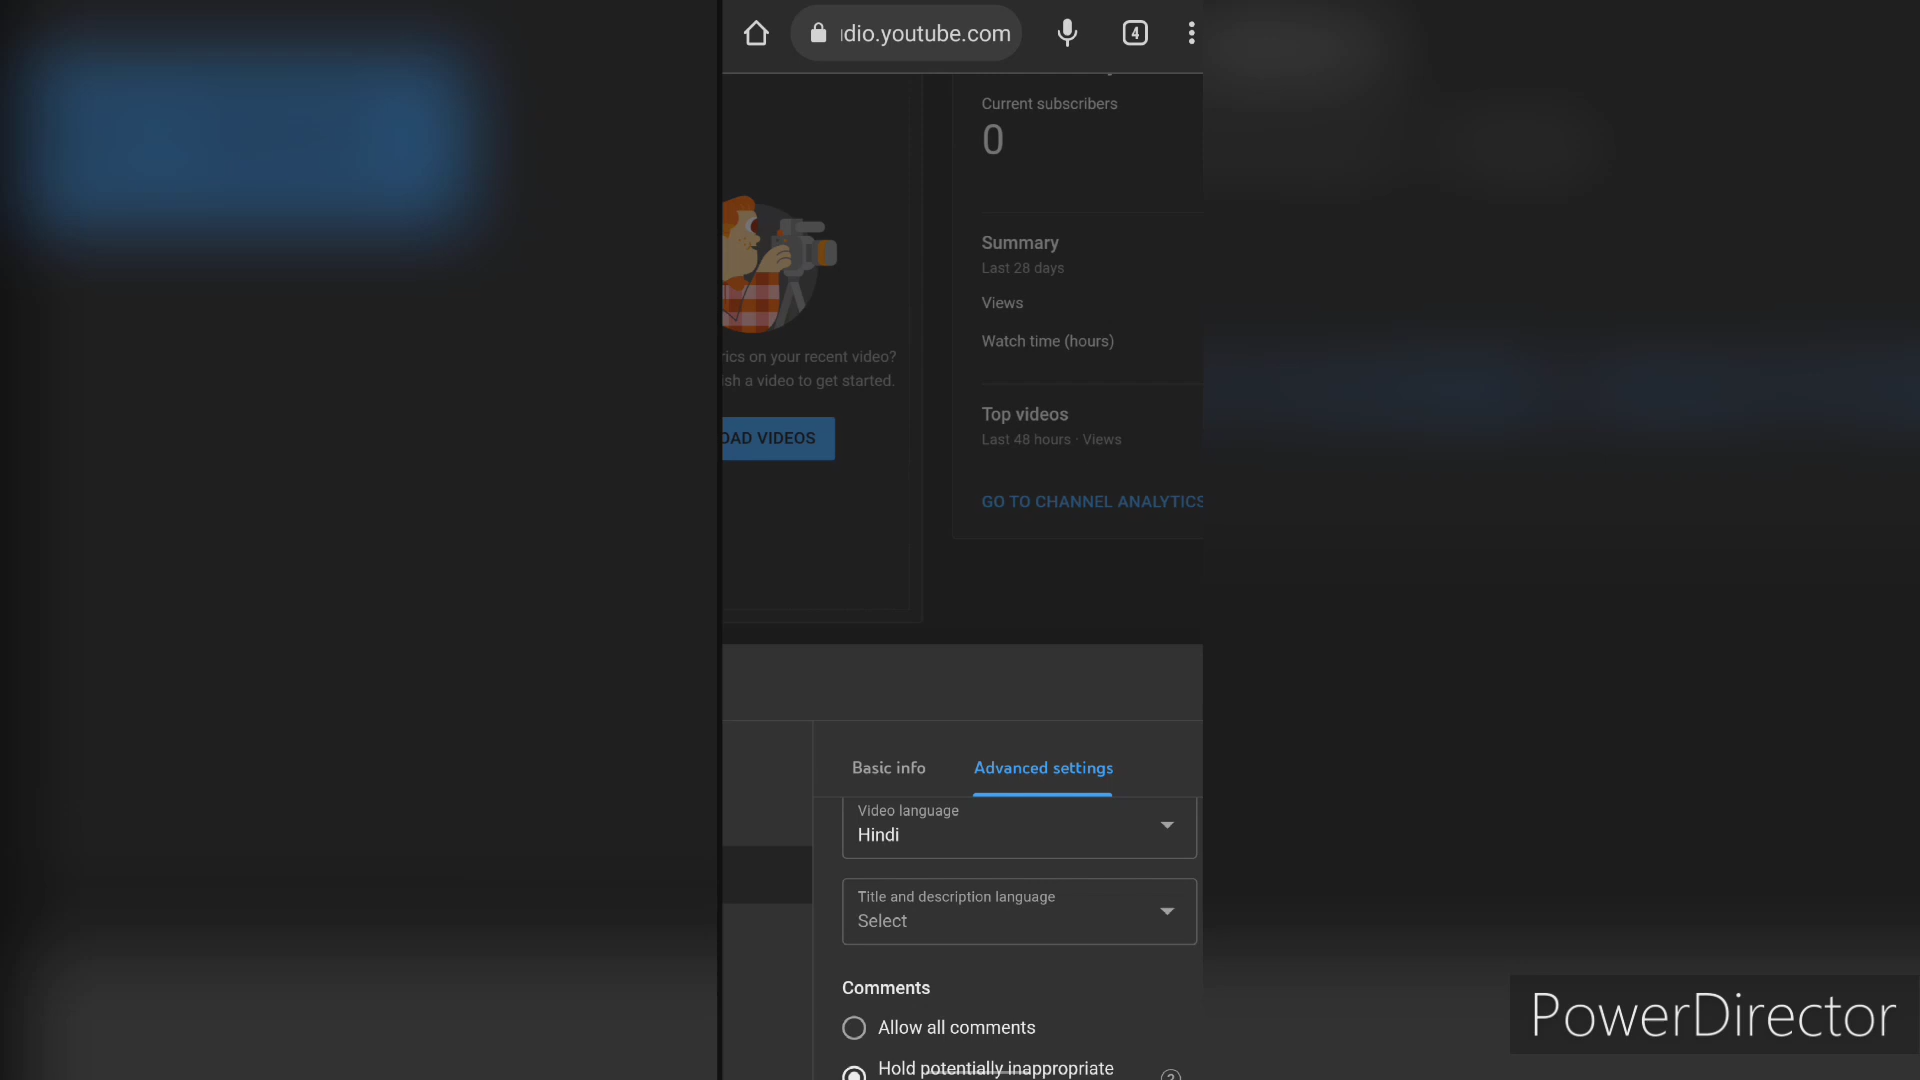 dio.youtube.com
4
Current subscribers
0
Summary
Last 28 days
Views
Watch time (hours)
rics on your recent video?
ish a video to get started.
OAD VIDEOS
Top videos
Last 48 hours · Views
GO TO CHANNEL ANALYTICS
Basic info
Advanced settings
Video language
Hindi
Title and description language
Select
Comments
Allow all comments
Hold potentially inappropriate
?
PowerDirector